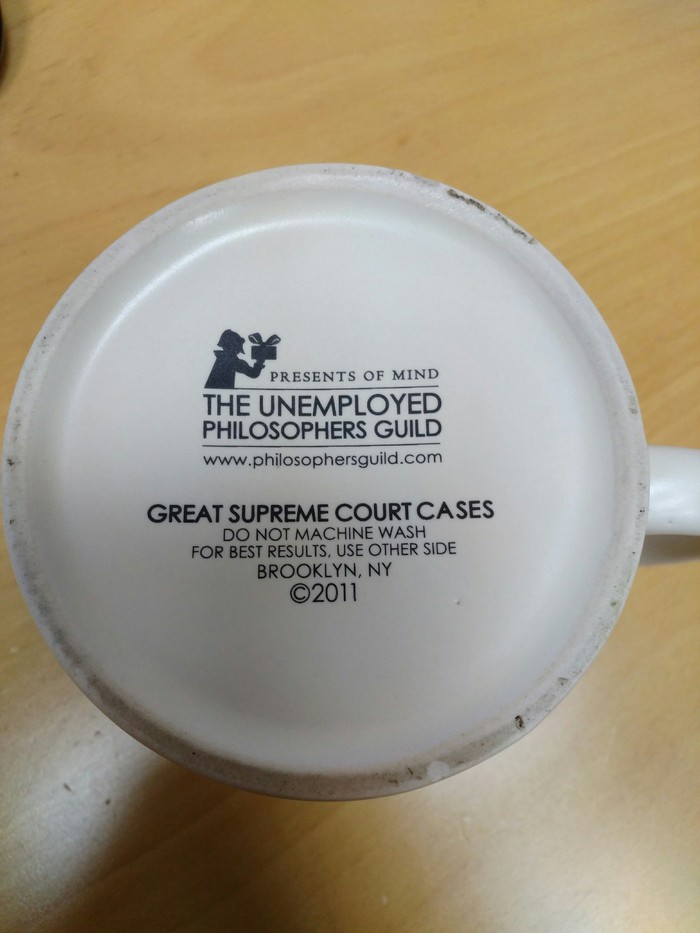 PRESENTS OF MIND
THE UNEMPLOYED
PHILOSOPHERS GUILD
www.philosophersguild.com
GREAT SUPREME COURT CASES
DO NOT MACHINE WASH
FOR BEST RESULTS, USE OTHER SIDE
BROOKLYN, NY
©2011